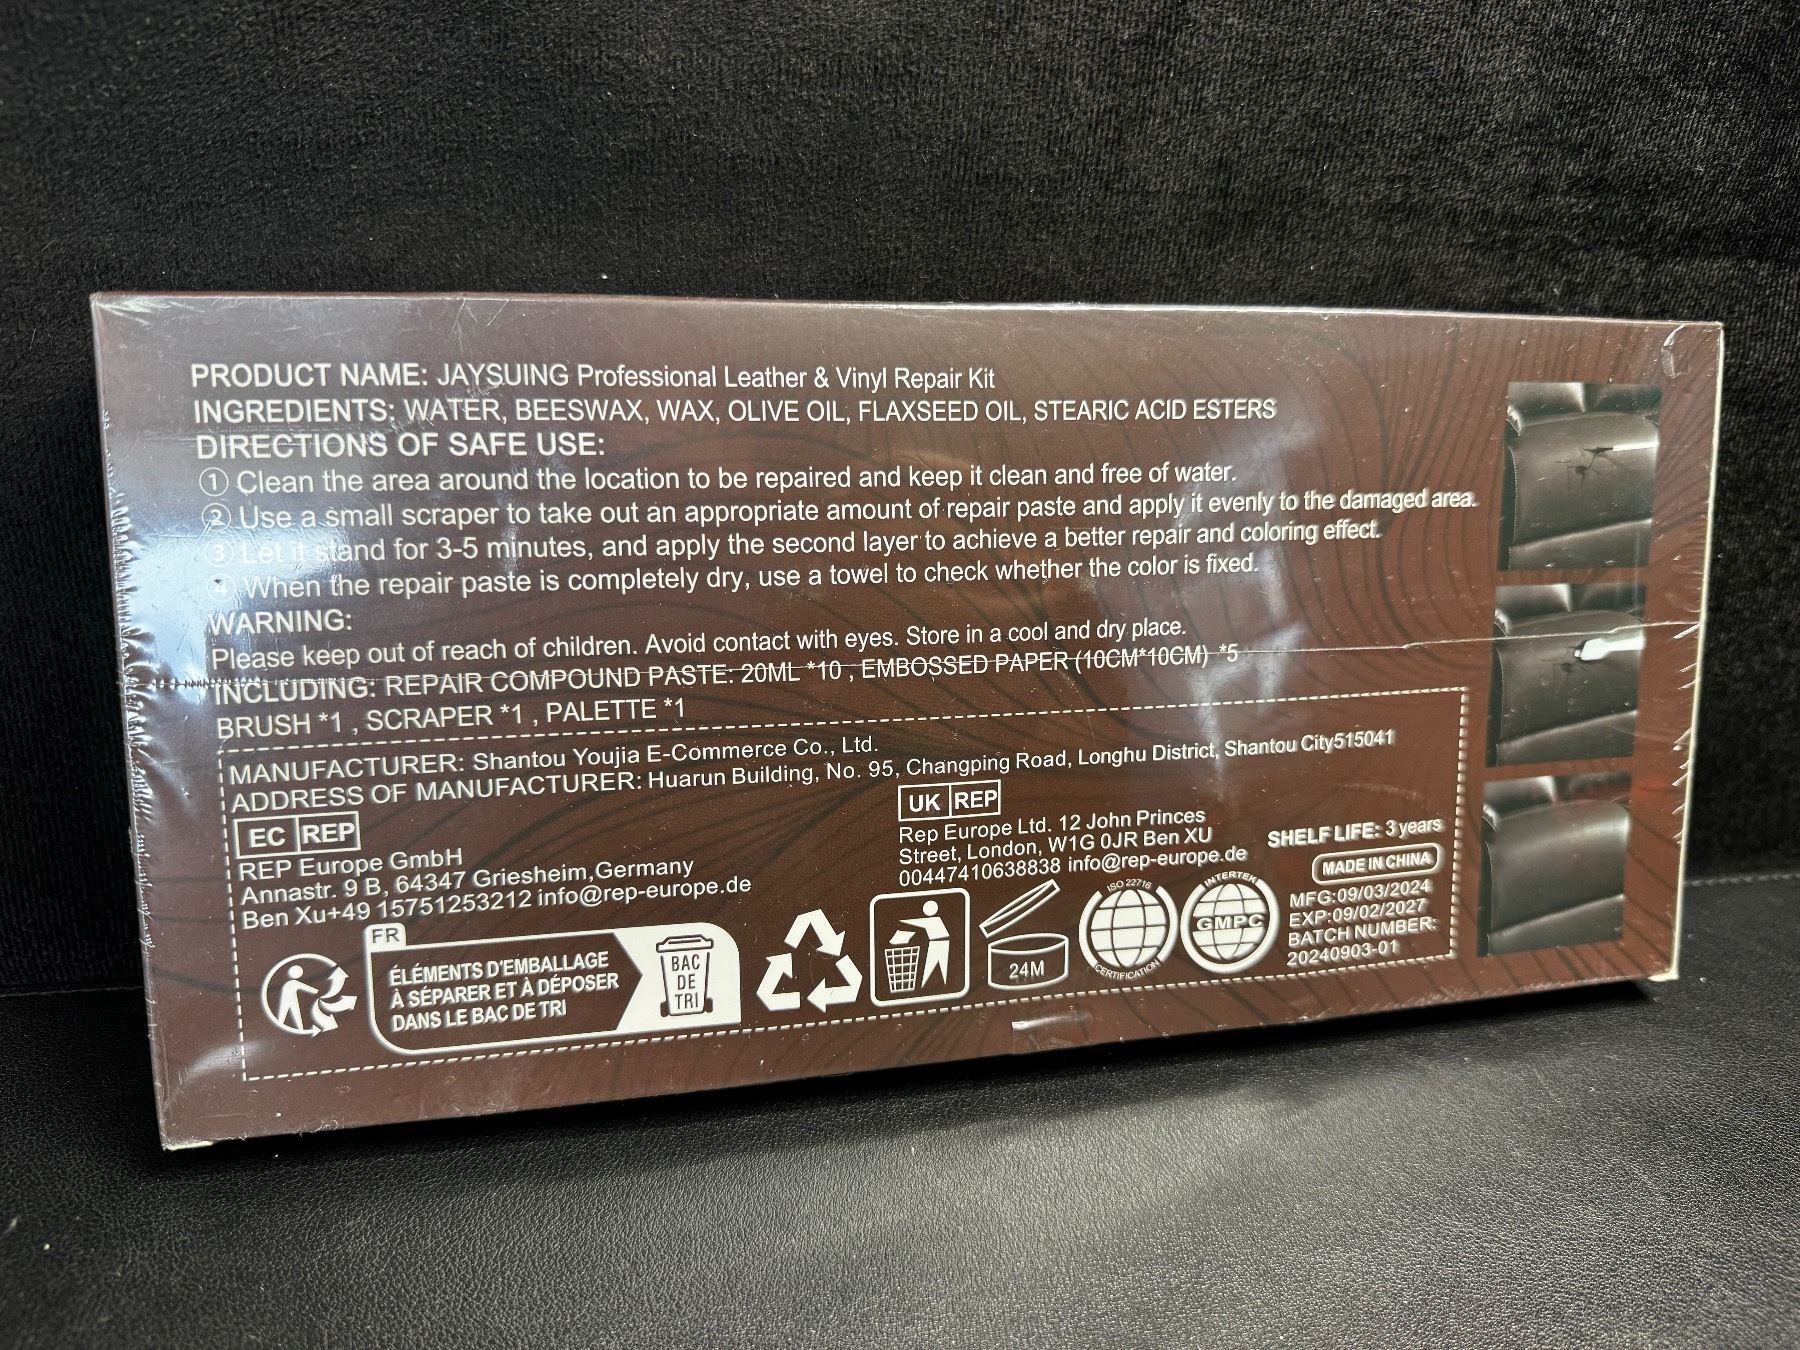 PRODUCT NAME: JAYSUING Professional Leather & Vinyl Repair Kit
INGREDIENTS: WATER, BEESWAX, WAX, OLIVE OIL, FLAXSEED OIL, STEARIC ACID ESTERS
DIRECTIONS OF SAFE USE:
① Clean the area around the location to be repaired and keep it clean and free of water.
② Use a small scraper to take out an appropriate amount of repair paste and apply it evenly to the damaged area.
③ Let it stand for 3-5 minutes, and apply the second layer to achieve a better repair and coloring effect.
④ When the repair paste is completely dry, use a towel to check whether the color is fixed.
WARNING:
Please keep out of reach of children. Avoid contact with eyes. Store in a cool and dry place.
INCLUDING: REPAIR COMPOUND PASTE: 20ML *10 , EMBOSSED PAPER (10CM*10CM) *5
BRUSH *1 , SCRAPER *1 , PALETTE *1
MANUFACTURER: Shantou Youjia E-Commerce Co., Ltd.
ADDRESS OF MANUFACTURER: Huarun Building, No. 95, Changping Road, Longhu District, Shantou City515041
EC REP
REP Europe GmbH
Annastr. 9 B, 64347 Griesheim,Germany
Ben Xu+49 15751253212 info@rep-europe.de
UK REP
Rep Europe Ltd. 12 John Princes
Street, London, W1G 0JR Ben XU
00447410638838 info@rep-europe.de
SHELF LIFE: 3 years
MADE IN CHINA
MFG:09/03/2024
EXP:09/02/2027
BATCH NUMBER:
20240903-01
FR
ÉLÉMENTS D'EMBALLAGE
À SÉPARER ET À DÉPOSER
DANS LE BAC DE TRI
BAC
DE
TRI
24M
ISO 22716
CERTIFICATION
INTERTEK
GMPC